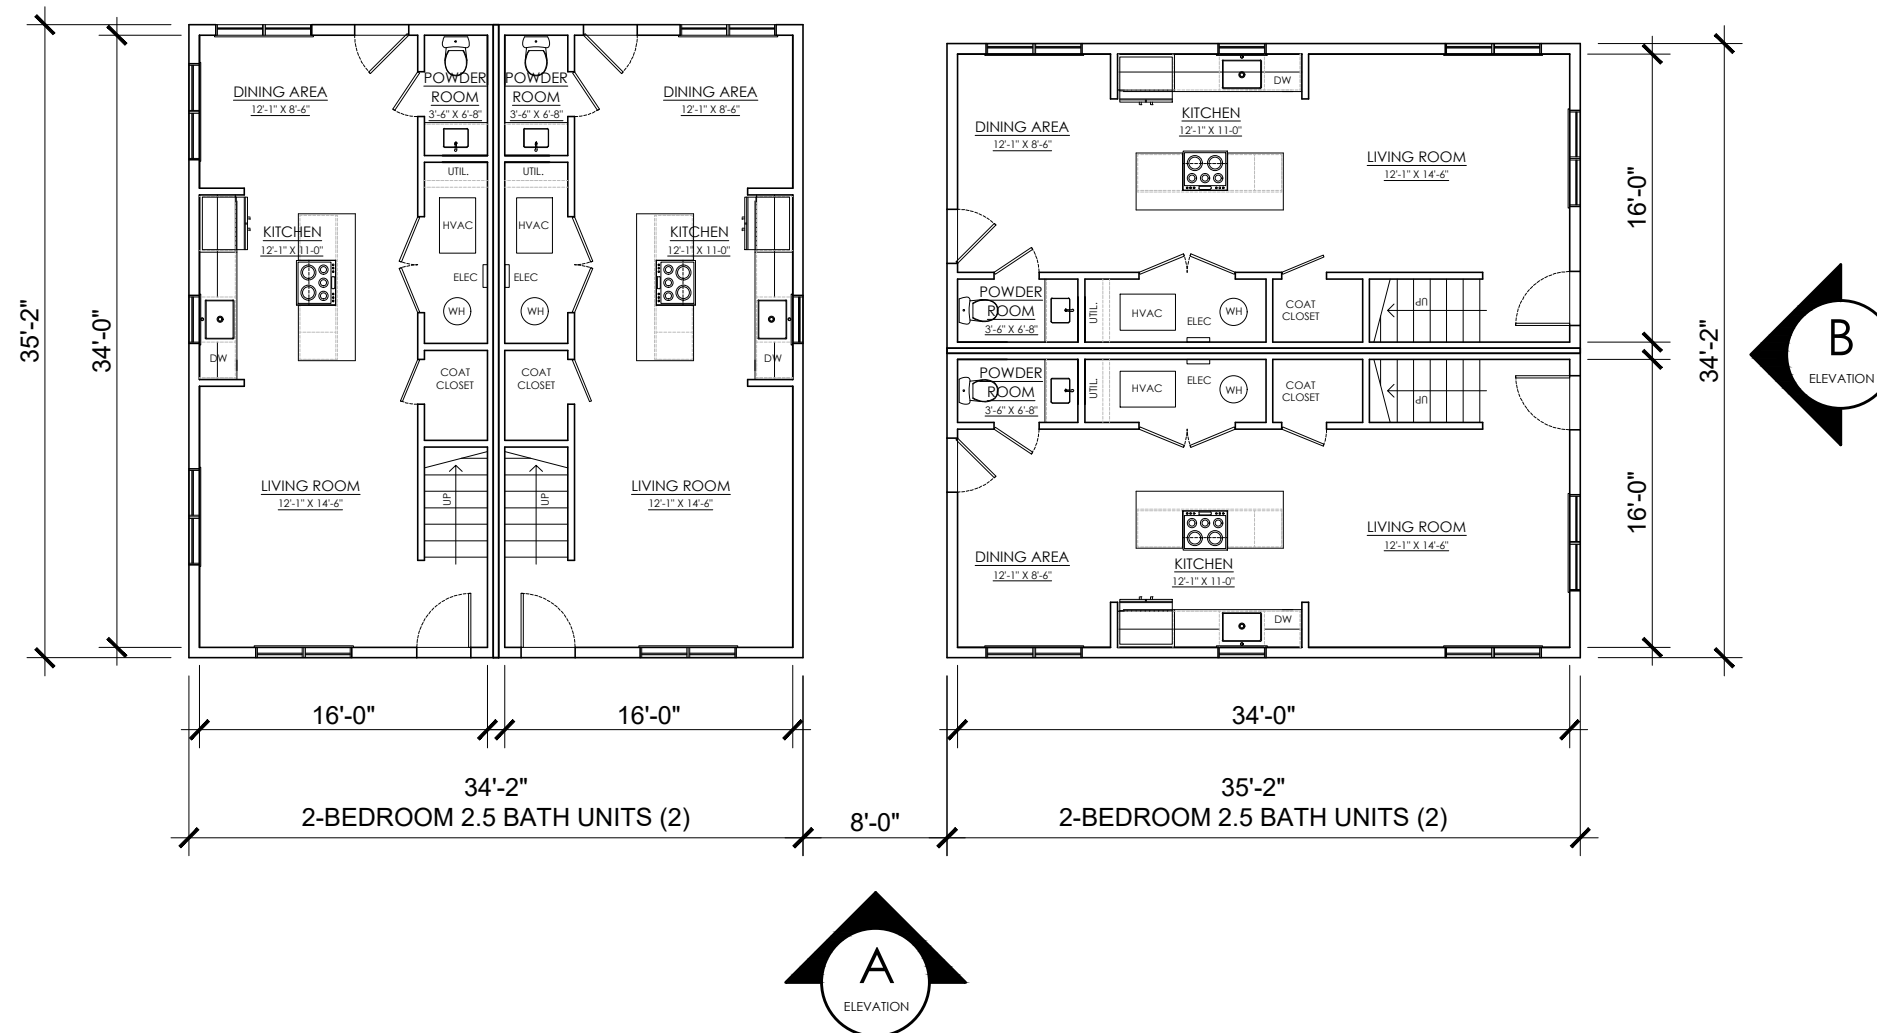 DINING AREA
12'-1" X 8'-6"
POWDER
ROOM
3'-6" X 6'-8"
POWDER
ROOM
3'-6" X 6'-8"
DINING AREA
12'-1" X 8'-6"
UTIL.
UTIL.
KITCHEN
12'-1" X 11-0"
HVAC
HVAC
KITCHEN
12'-1" X 11-0"
ELEC
ELEC
WH
WH
DW
DW
COAT
CLOSET
COAT
CLOSET
LIVING ROOM
12'-1" X 14'-6"
UP
UP
LIVING ROOM
12'-1" X 14'-6"
35'-2"
34'-0"
16'-0"
16'-0"
34'-2"
2-BEDROOM 2.5 BATH UNITS (2)
8'-0"
DW
KITCHEN
12'-1" X 11-0"
DINING AREA
12'-1" X 8'-6"
LIVING ROOM
12'-1" X 14'-6"
POWDER
ROOM
3'-6" X 6'-8"
UTIL.
HVAC
ELEC
WH
COAT
CLOSET
UP
POWDER
ROOM
3'-6" X 6'-8"
UTIL.
HVAC
ELEC
WH
COAT
CLOSET
UP
LIVING ROOM
12'-1" X 14'-6"
DINING AREA
12'-1" X 8'-6"
KITCHEN
12'-1" X 11-0"
DW
16'-0"
16'-0"
34'-2"
34'-0"
35'-2"
2-BEDROOM 2.5 BATH UNITS (2)
B
ELEVATION
A
ELEVATION